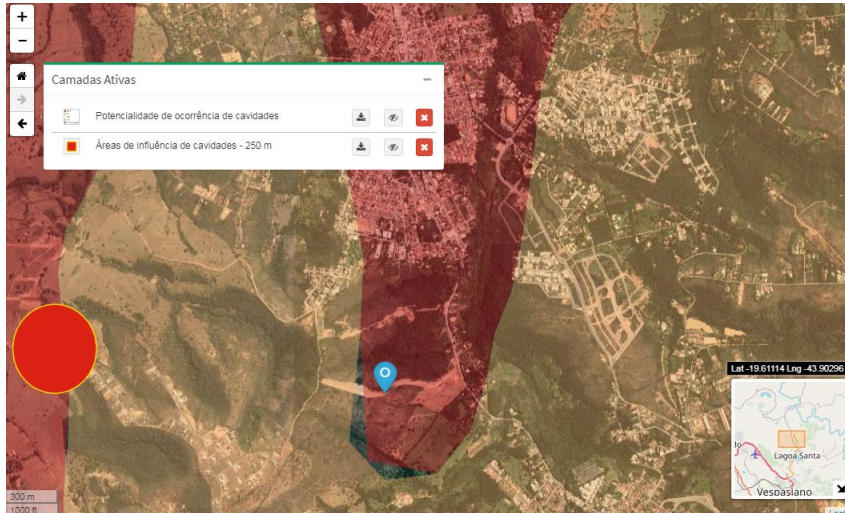 +
−
Camadas Ativas
−
Potencialidade de ocorrência de cavidades
Áreas de influência de cavidades - 250 m
Lat -19.61114 Lng -43.90296
Lagoa Santa
Vespasiano
300 m
1000 ft